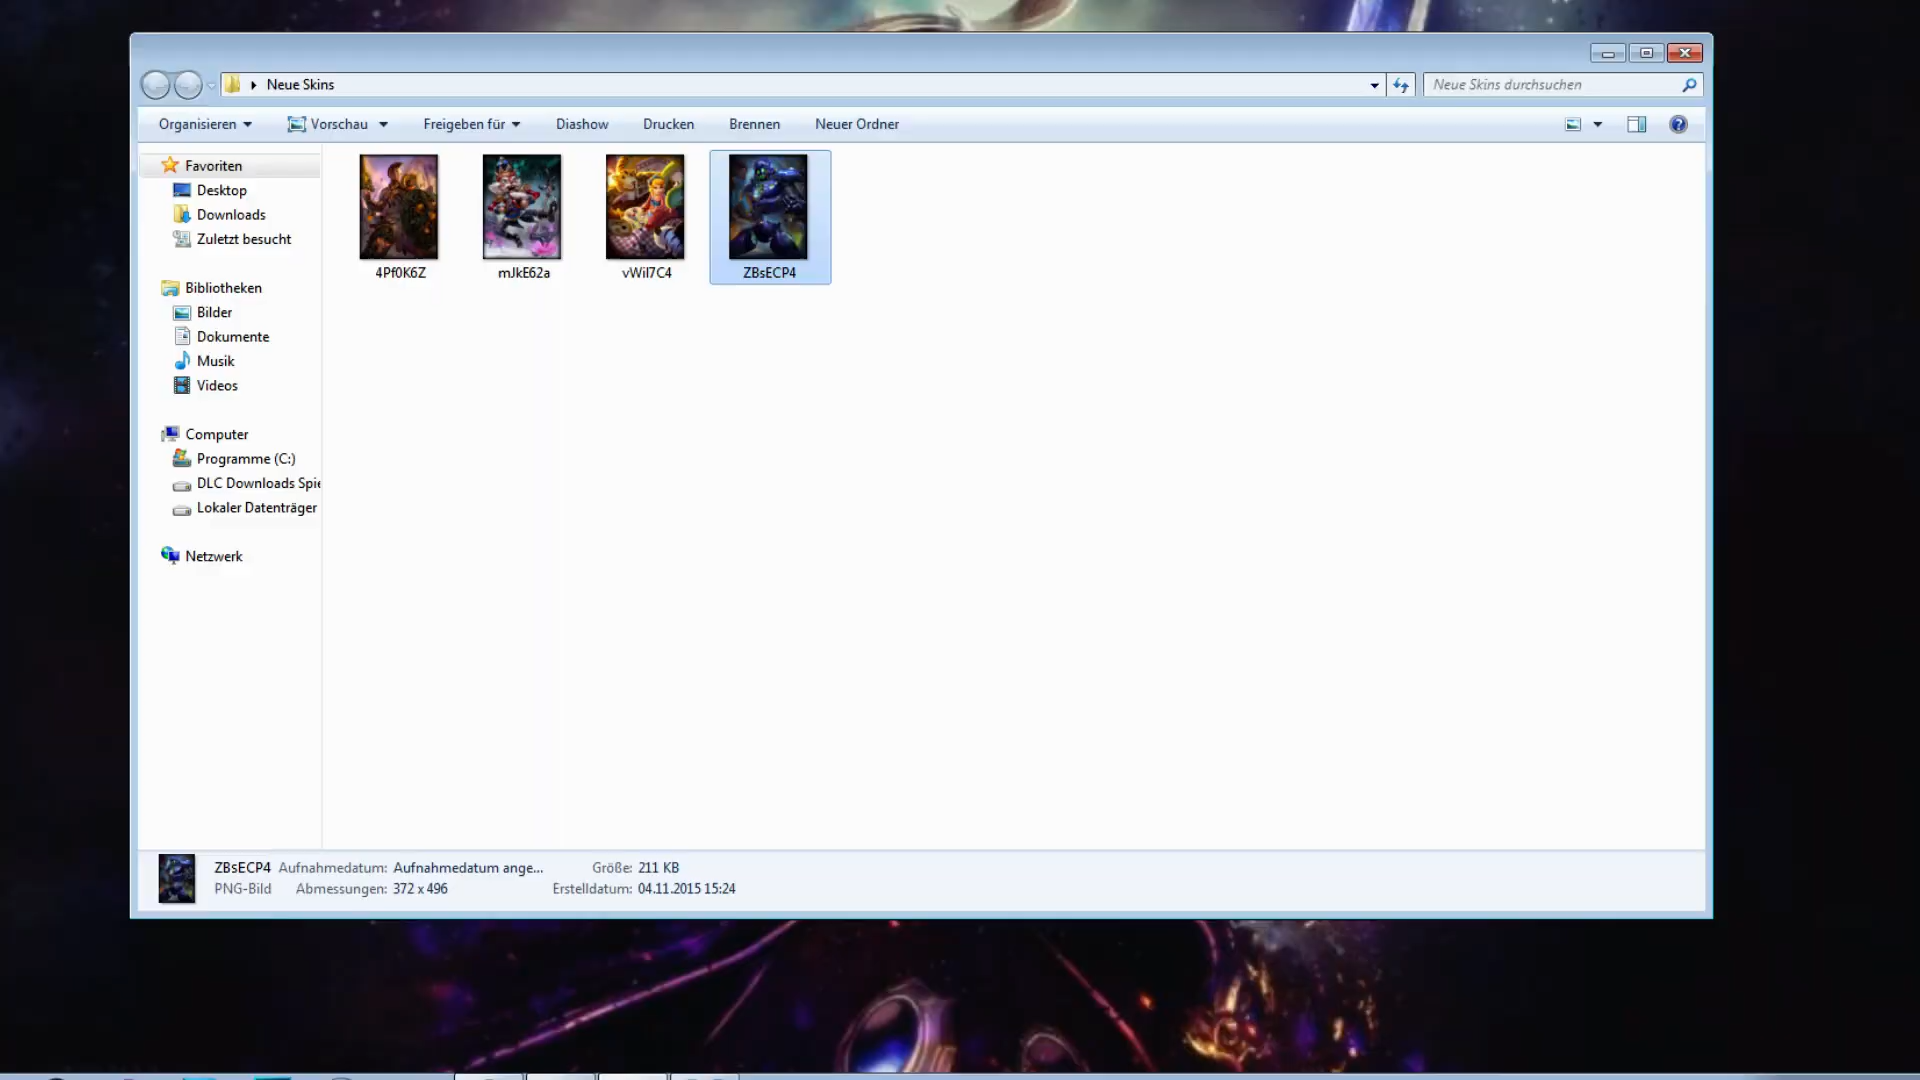 Neue Skins
Neue Skins durchsuchen
Organisieren Vorschau Freigeben für Diashow Drucken Brennen Neuer Ordner
Favoriten
Desktop
Downloads
Zuletzt besucht
Bibliotheken
Bilder
Dokumente
Musik
Videos
Computer
Programme (C:)
DLC Downloads Spie
Lokaler Datenträger
Netzwerk
4Pf0K6Z
mJkE62a
vWiI7C4
ZBsECP4
ZBsECP4 Aufnahmedatum: Aufnahmedatum ange... Größe: 211 KB
PNG-Bild Abmessungen: 372 x 496 Erstelldatum: 04.11.2015 15:24